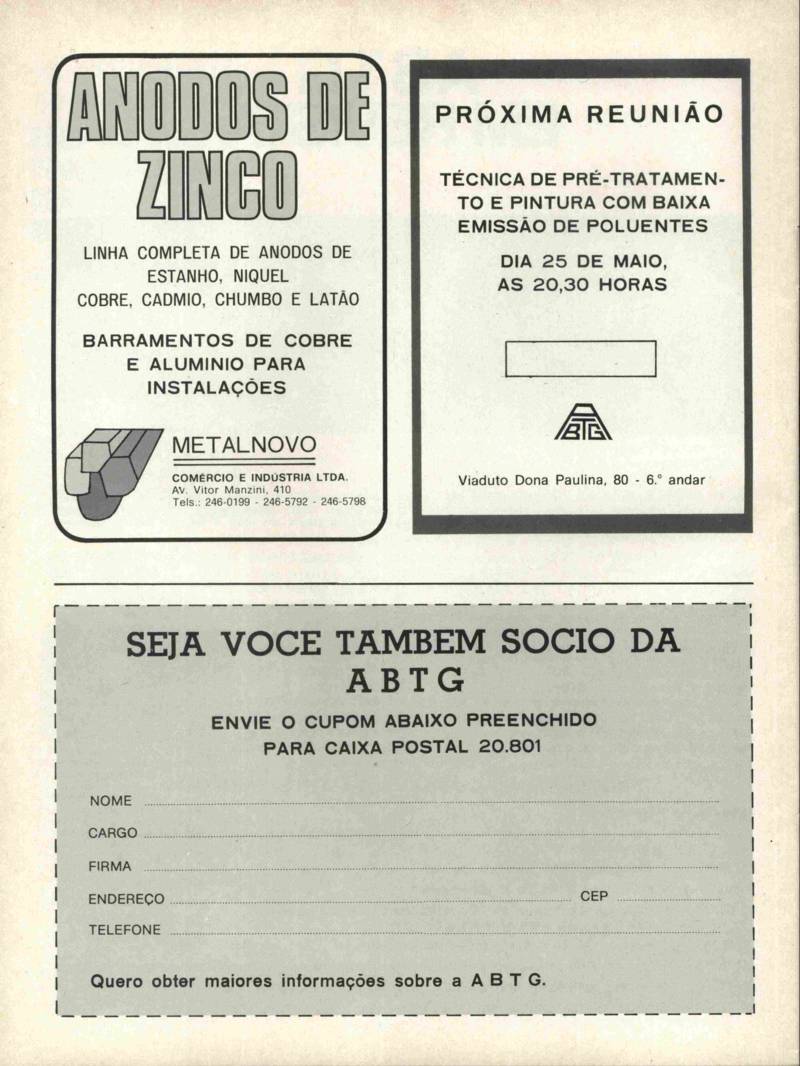 ANODOS DE
ZINCO
LINHA COMPLETA DE ANODOS DE
ESTANHO, NIQUEL
COBRE, CADMIO, CHUMBO E LATÃO
BARRAMENTOS DE COBRE
E ALUMINIO PARA
INSTALAÇÕES
METALNOVO
COMÉRCIO E INDÚSTRIA LTDA.
AV. Vitor Manzini, 410
Tels.: 246-0199 - 246-5792 - 246-5798
PRÓXIMA REUNIÃO
TÉCNICA DE PRÉ-TRATAMEN-
TO E PINTURA COM BAIXA
EMISSÃO DE POLUENTES
DIA 25 DE MAIO,
AS 20,30 HORAS
ABTG
Viaduto Dona Paulina, 80 - 6.º andar
SEJA VOCE TAMBEM SOCIO DA
ABTG
ENVIE O CUPOM ABAIXO PREENCHIDO
PARA CAIXA POSTAL 20.801
NOME
CARGO
FIRMA
ENDEREÇO CEP
TELEFONE
Quero obter maiores informações sobre a A B T G.